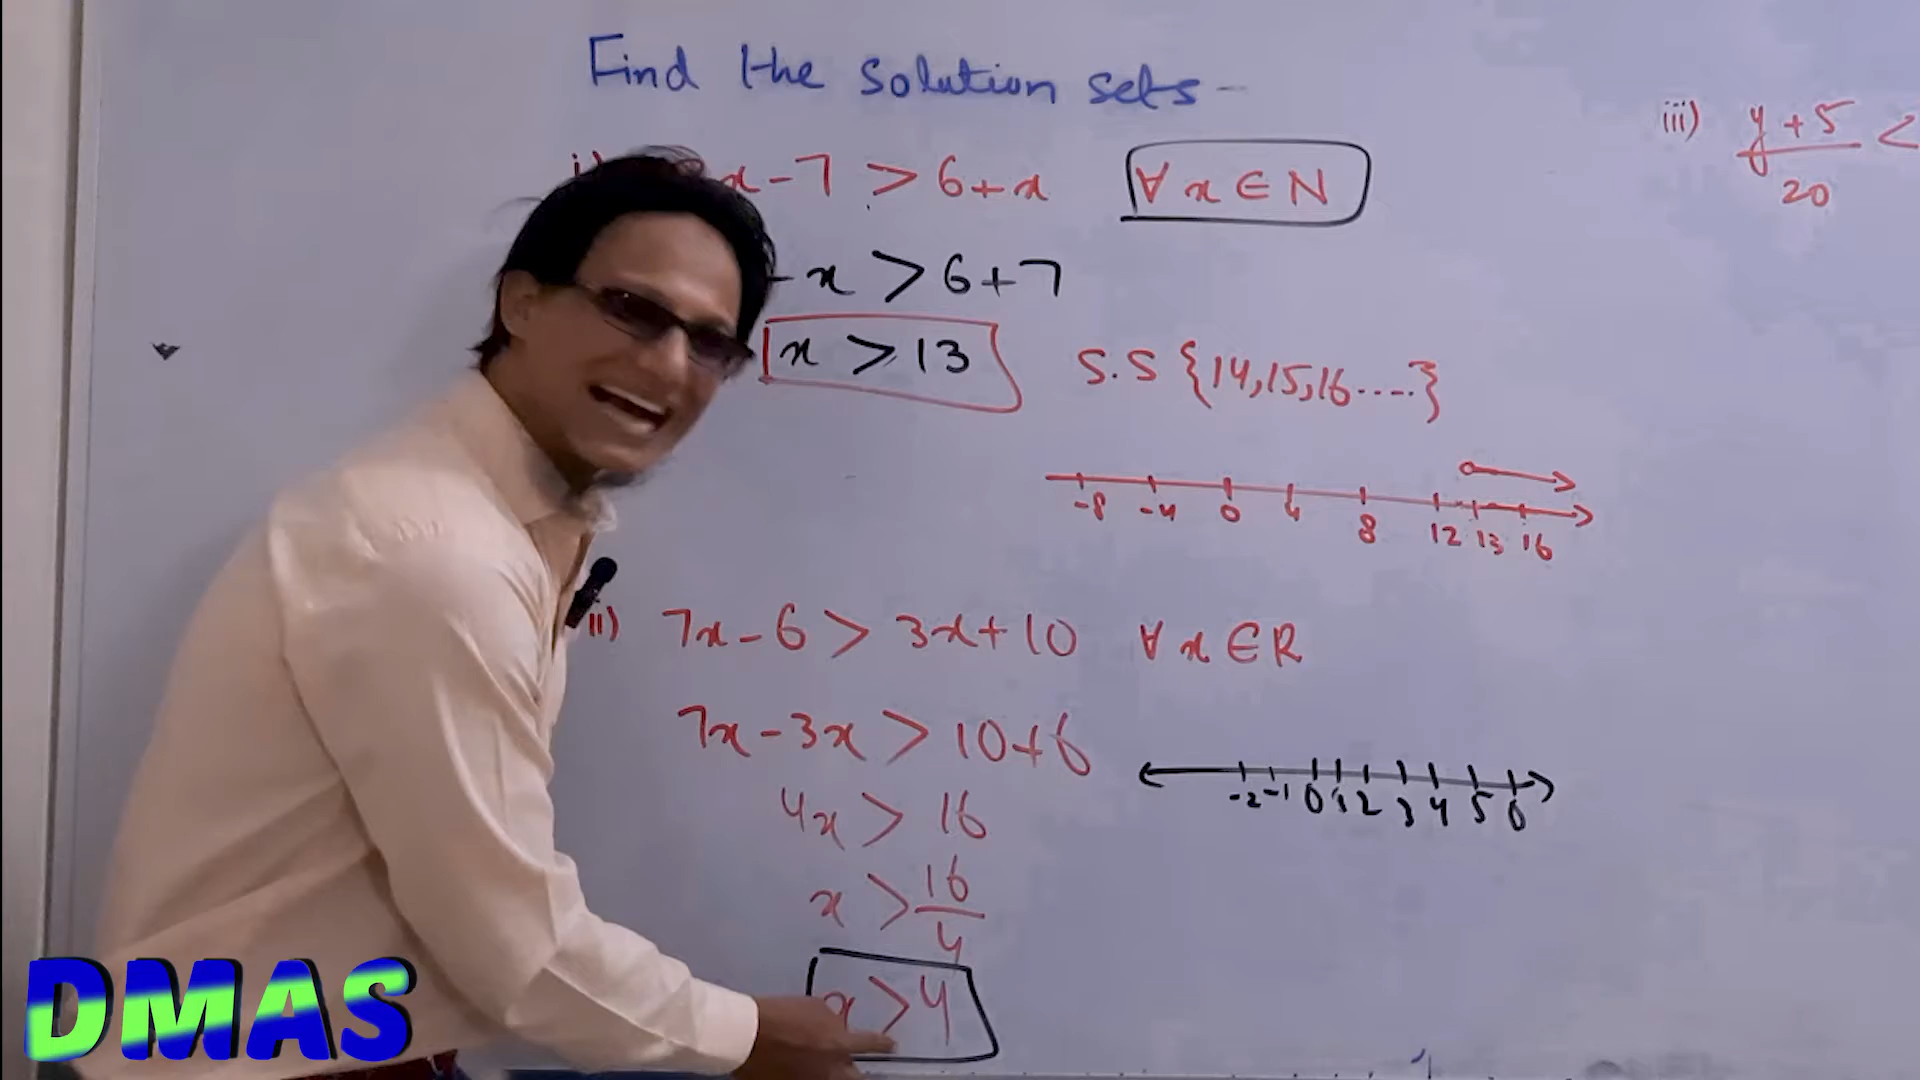 Find the solution sets-
i) x-7 > 6+x ∀ x ∈ N
- x > 6+7
x > 13 S.S {14,15,16.....}
-8 -4 0 4 8 12 13 16
ii) 7x-6 > 3x+10 ∀ x ∈ R
7x-3x > 10+6
4x > 16
-2 -1 0 1 2 3 4 5 6
x > 16/4
x > 4
iii) y+5/20 <
DMAS